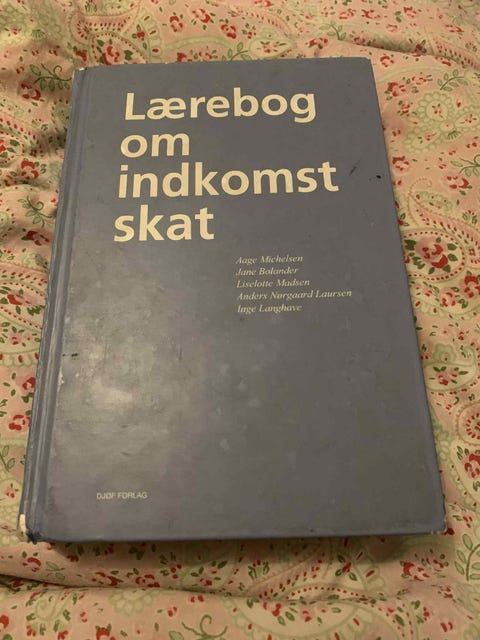 Lærebog
om
indkomst
skat
Aage Michelsen
Jane Bolander
Liselotte Madsen
Anders Nørgaard Laursen
Inge Langhave
DJØF FORLAG